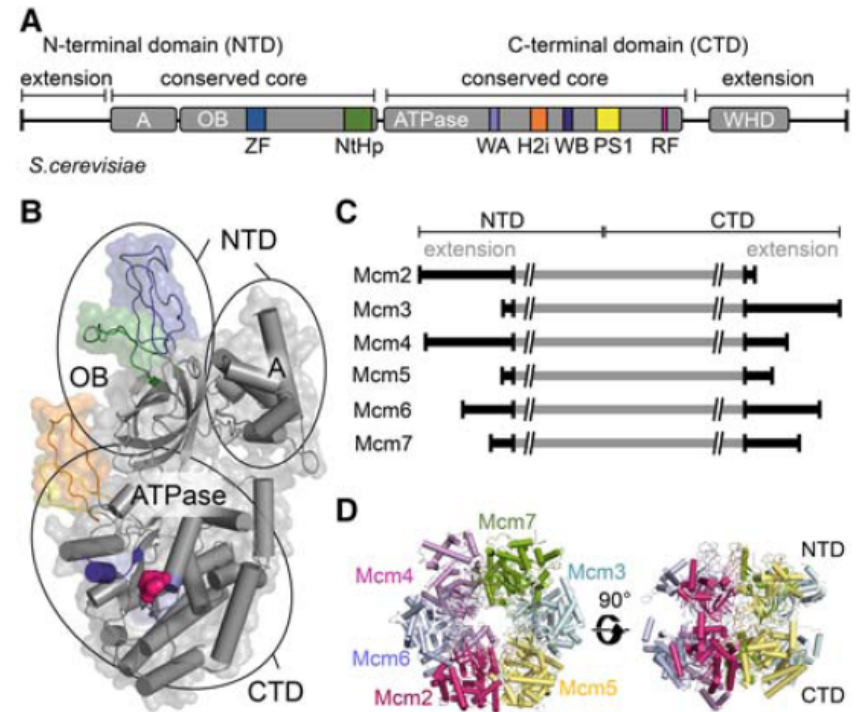 A
N-terminal domain (NTD) C-terminal domain (CTD)
extension conserved core conserved core extension
A OB ATPase WHD
ZF NtHp WA H2i WB PS1 RF
S.cerevisiae
B
NTD
OB
A
ATPase
CTD
C
NTD CTD
extension extension
Mcm2
Mcm3
Mcm4
Mcm5
Mcm6
Mcm7
D
Mcm7
Mcm4 Mcm3
Mcm6
Mcm2 Mcm5
90°
NTD
CTD